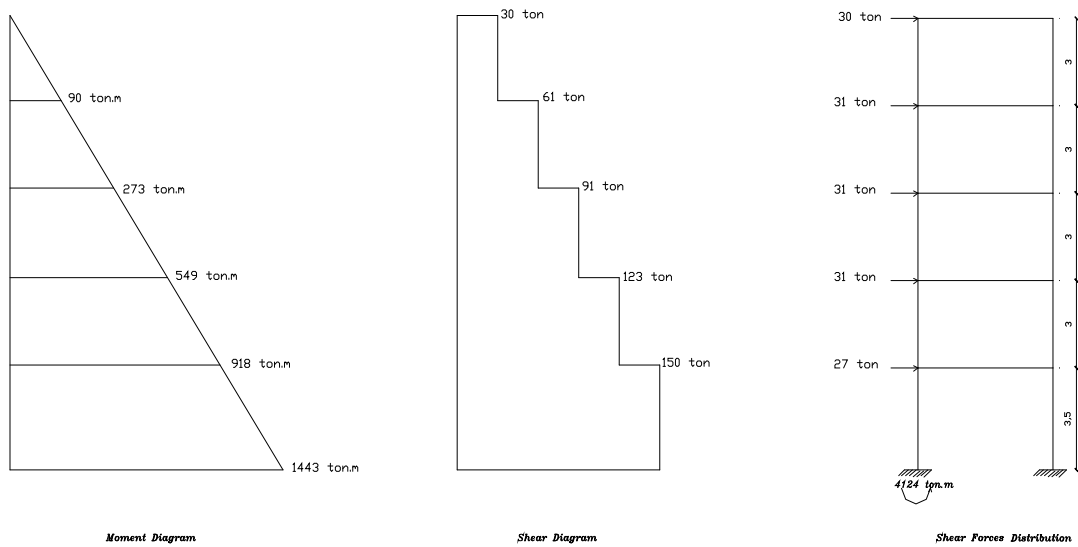 90 ton.m
273 ton.m
549 ton.m
918 ton.m
1443 ton.m
Moment Diagram
30 ton
61 ton
91 ton
123 ton
150 ton
Shear Diagram
30 ton
31 ton
31 ton
31 ton
27 ton
3
3
3
3
3,5
4124 ton.m
Shear Forces Distribution